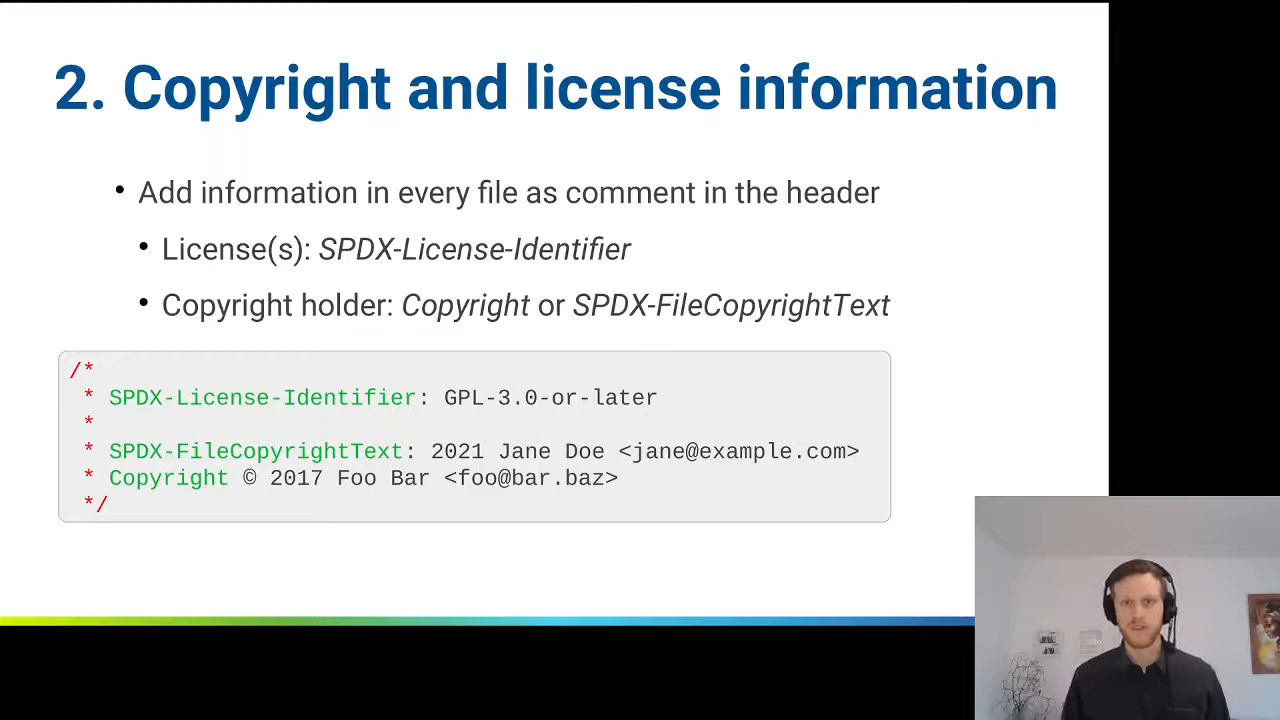 2. Copyright and license information
• Add information in every file as comment in the header
• License(s): SPDX-License-Identifier
• Copyright holder: Copyright or SPDX-FileCopyrightText
/*
* SPDX-License-Identifier: GPL-3.0-or-later
*
* SPDX-FileCopyrightText: 2021 Jane Doe <jane@example.com>
* Copyright © 2017 Foo Bar <foo@bar.baz>
*/